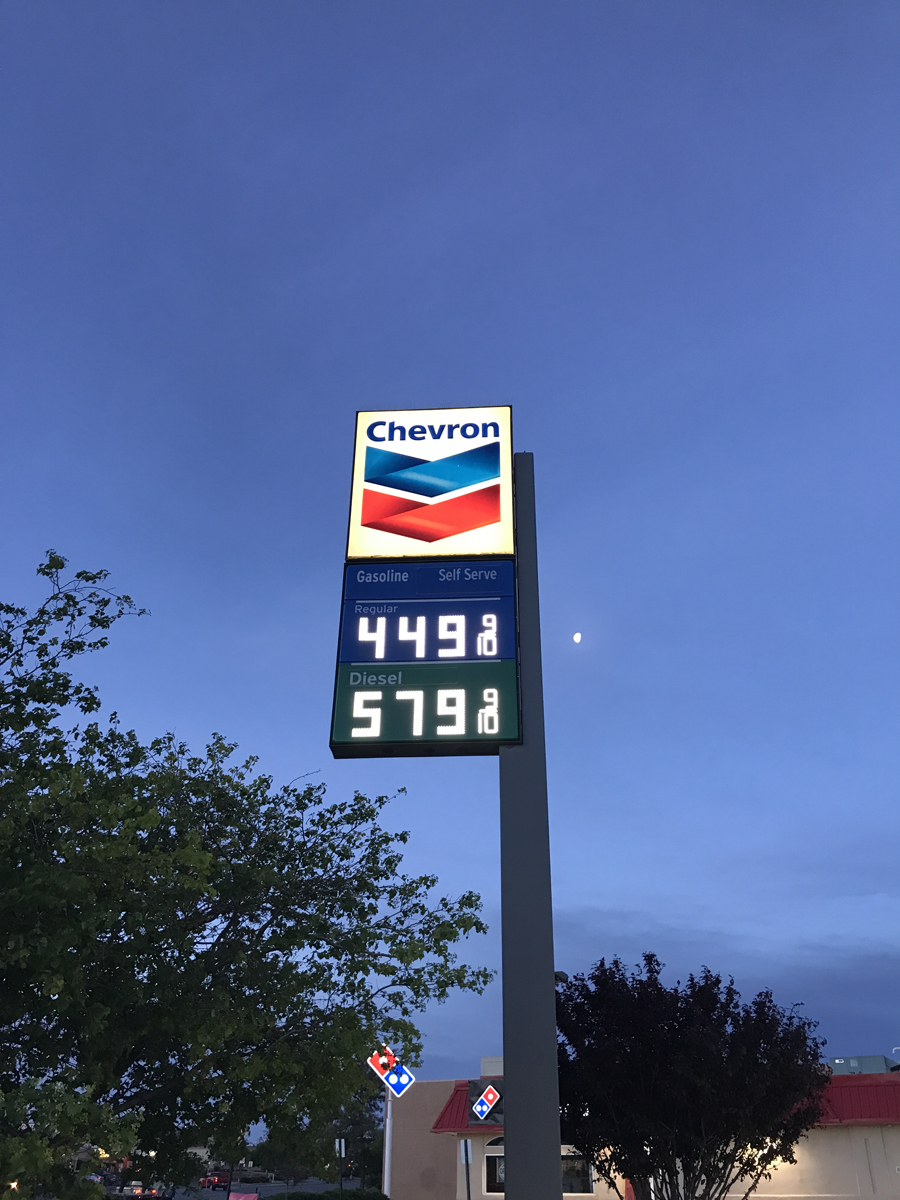 Chevron
Gasoline Self Serve
Regular
449 9/10
Diesel
579 9/10